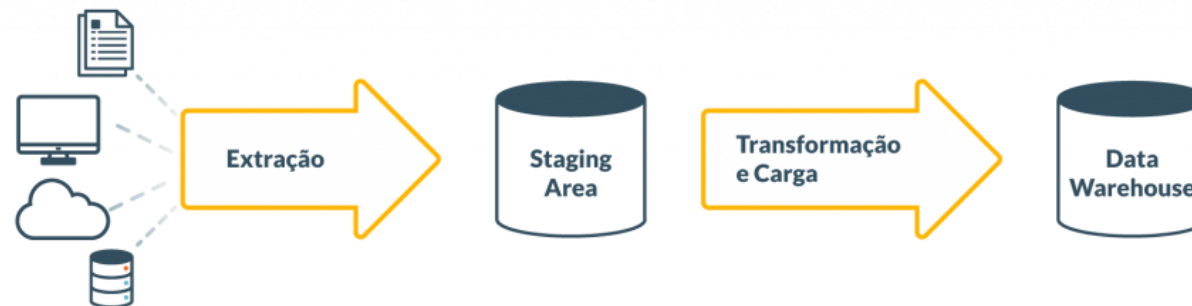 Extração
Staging
Area
Transformação
e Carga
Data
Warehouse